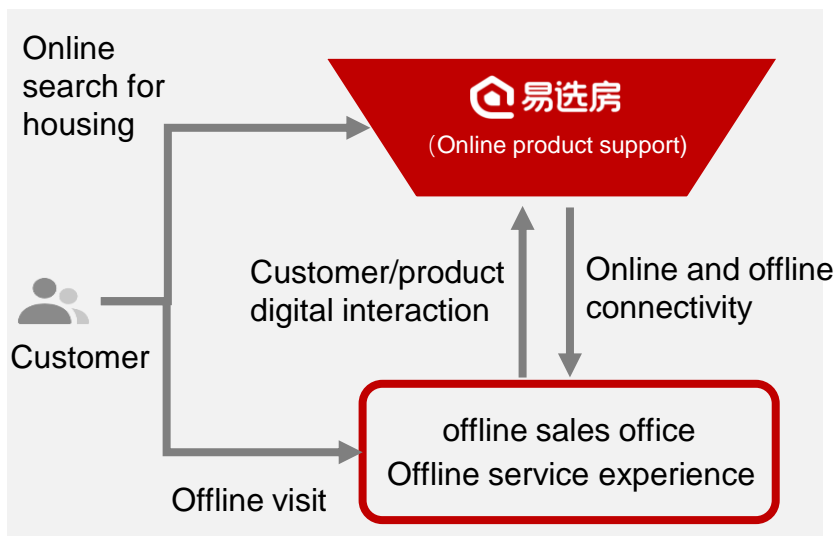 Online
search for
housing
易选房
（Online product support)
Customer/product
digital interaction
Online and offline
connectivity
Customer
offline sales office
Offline service experience
Offline visit